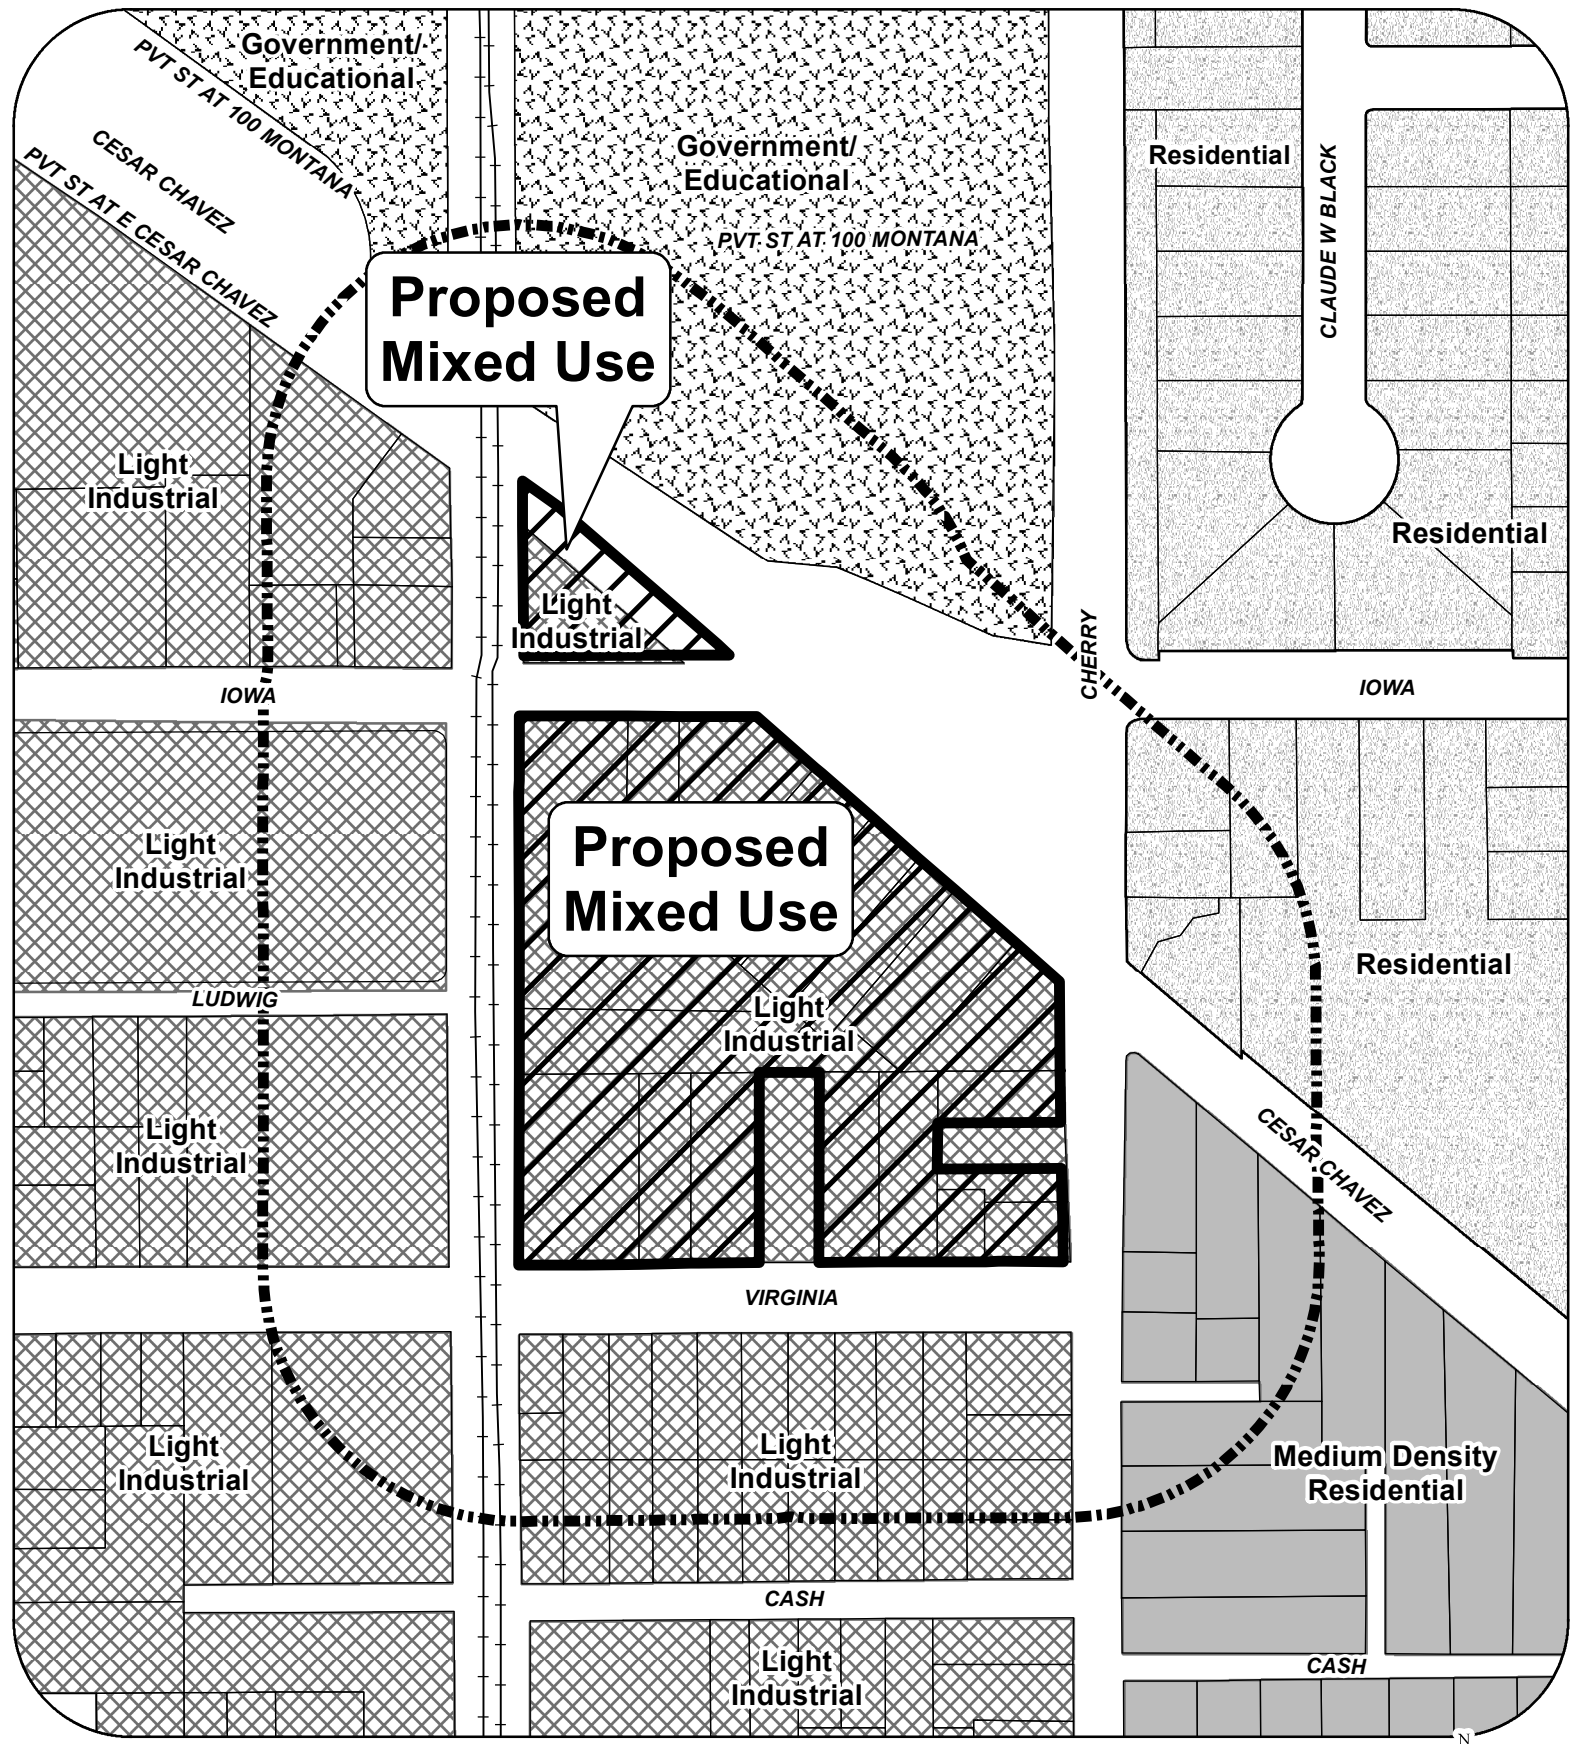 Government/
Educational
PVT ST AT 100 MONTANA
CESAR CHAVEZ
PVT ST AT E CESAR CHAVEZ
Government/
Educational
PVT ST AT 100 MONTANA
Residential
CLAUDE W BLACK
Proposed
Mixed Use
Light
Industrial
Residential
Light
Industrial
CHERRY
IOWA
IOWA
Proposed
Mixed Use
Light
Industrial
Residential
LUDWIG
Light
Industrial
Light
Industrial
CESAR CHAVEZ
VIRGINIA
Light
Industrial
Light
Industrial
Medium Density
Residential
CASH
Light
Industrial
CASH
N